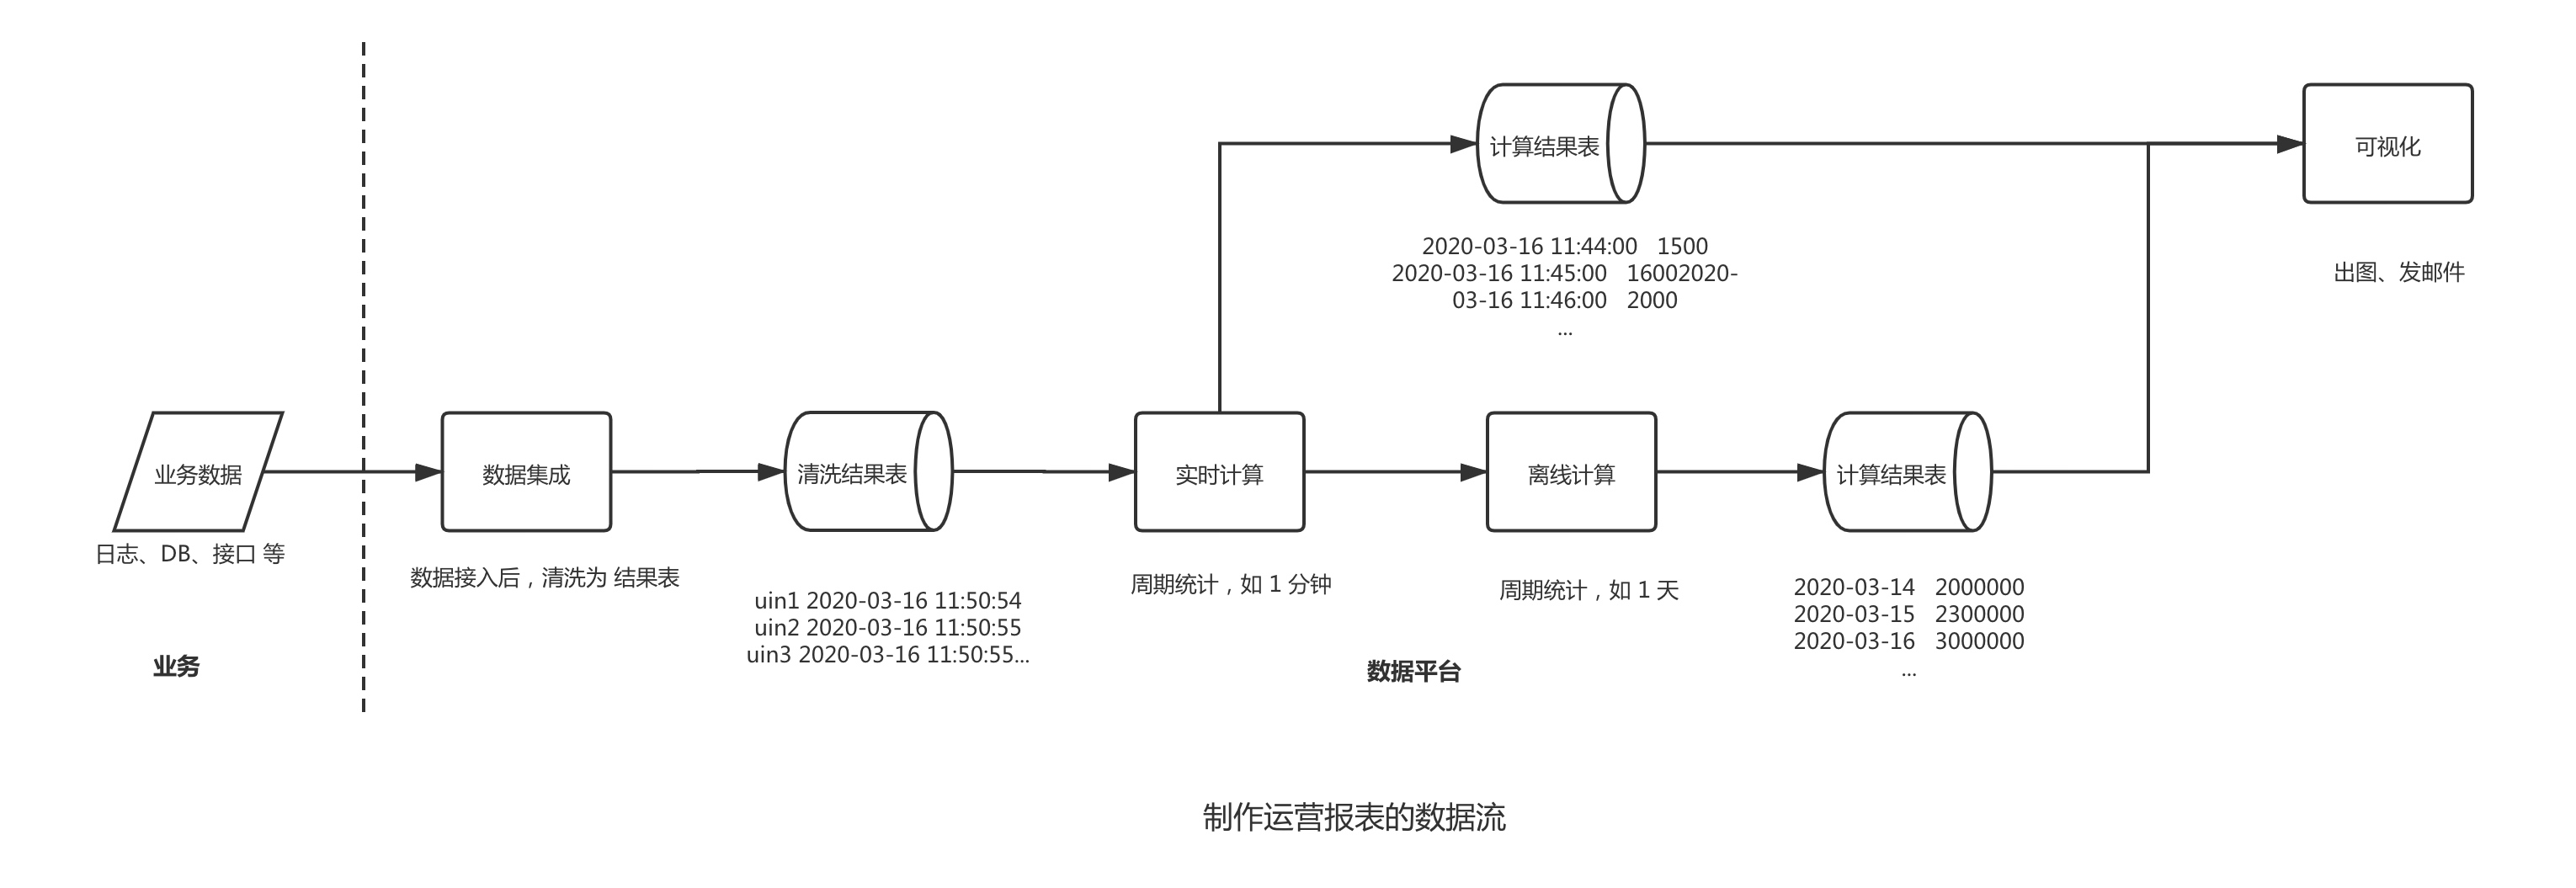 计算结果表
可视化
2020-03-16 11:44:00   1500
2020-03-16 11:45:00   16002020-
03-16 11:46:00   2000
...
出图、发邮件
业务数据
数据集成
清洗结果表
实时计算
离线计算
计算结果表
日志、DB、接口 等
数据接入后，清洗为 结果表
uin1 2020-03-16 11:50:54
uin2 2020-03-16 11:50:55
uin3 2020-03-16 11:50:55...
周期统计，如 1 分钟
周期统计，如 1 天
2020-03-14   2000000
2020-03-15   2300000
2020-03-16   3000000
...
业务
数据平台
制作运营报表的数据流